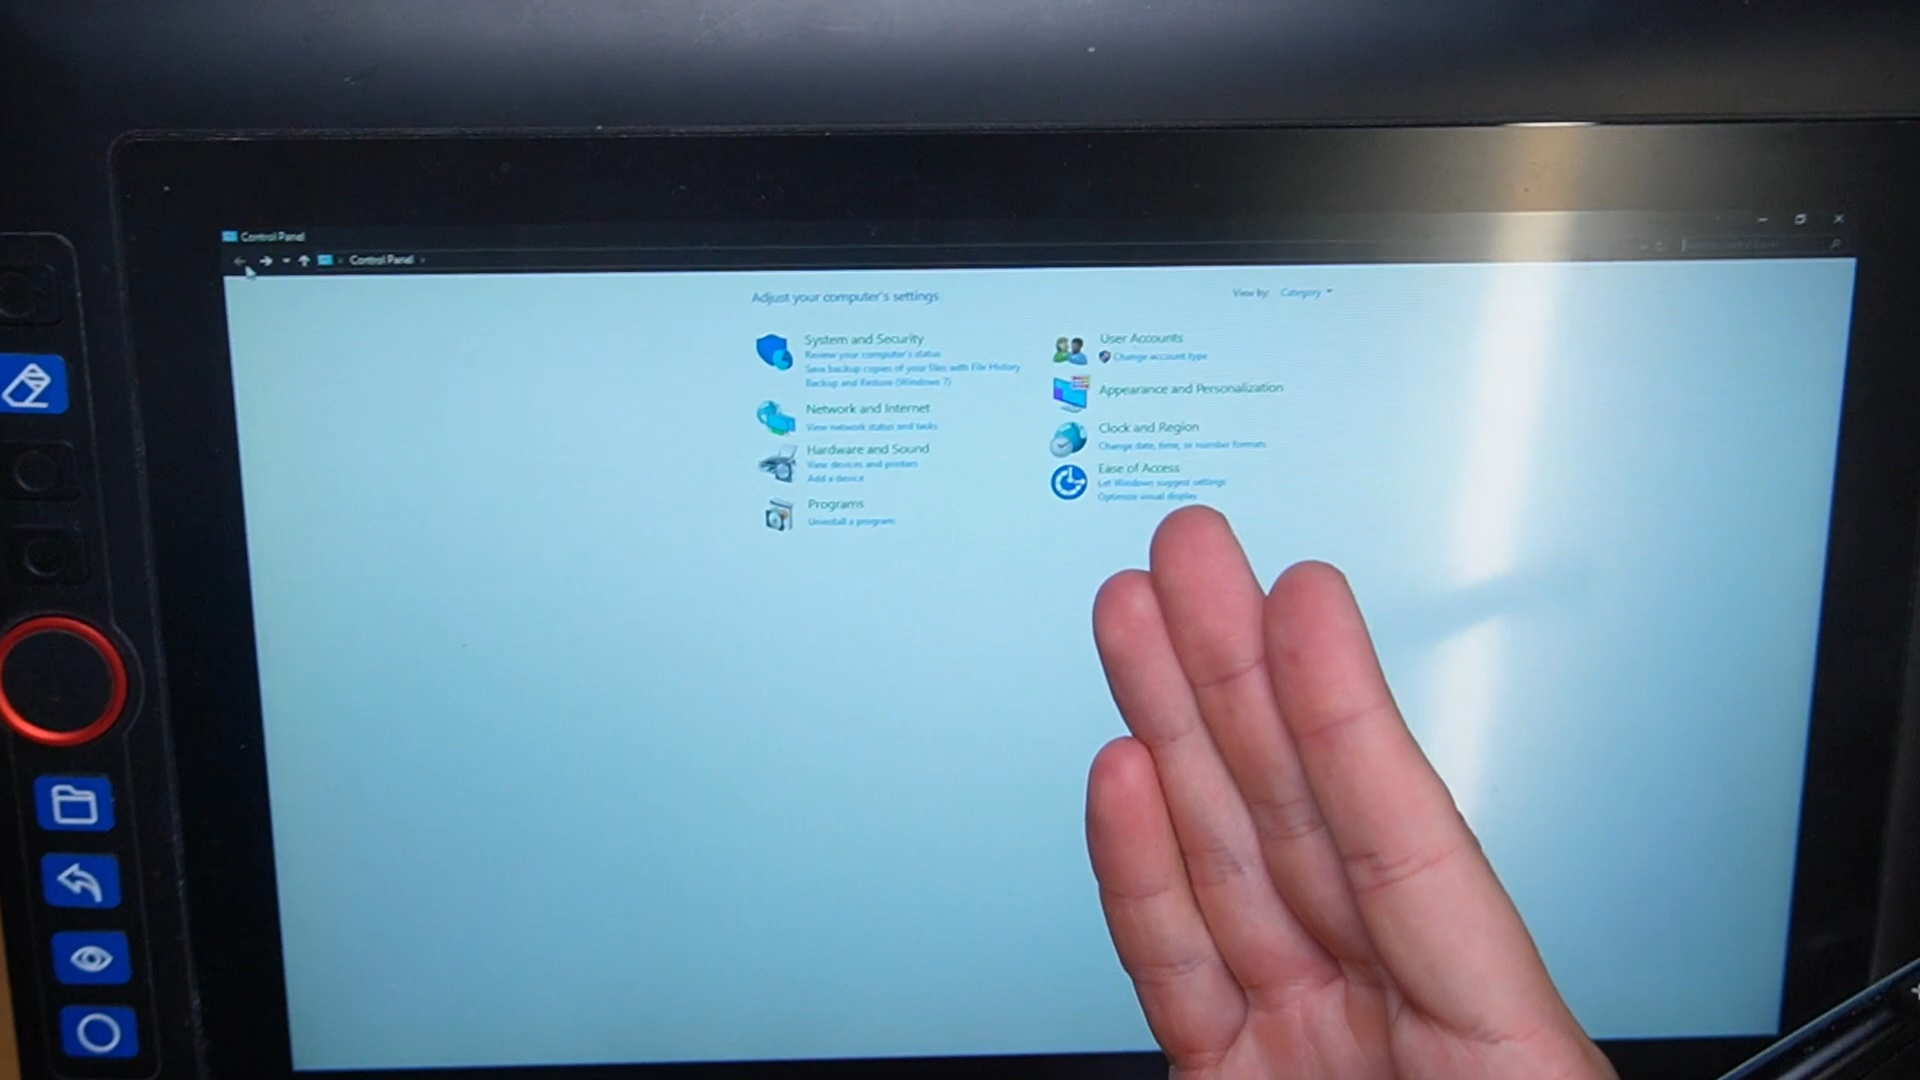 Control Panel
Control Panel
Adjust your computer's settings
View by: Category
System and Security
Review your computer's status
Save backup copies of your files with File History
Backup and Restore (Windows 7)
Network and Internet
View network status and tasks
Hardware and Sound
View devices and printers
Add a device
Programs
Uninstall a program
User Accounts
Change account type
Appearance and Personalization
Clock and Region
Change date, time, or number formats
Ease of Access
Let Windows suggest settings
Optimize visual display